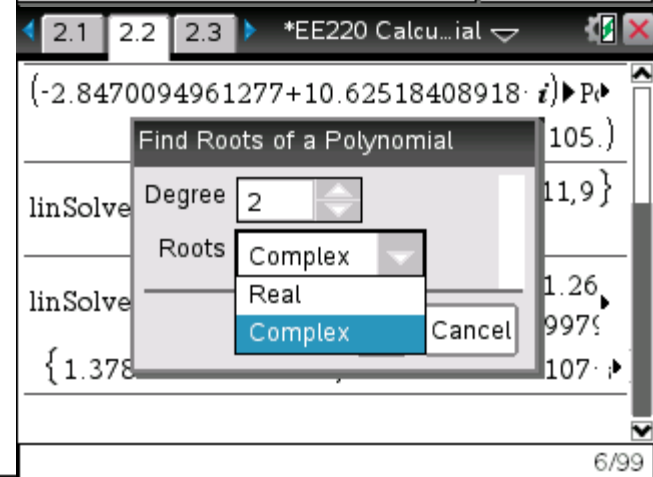 2.1 2.2 2.3 *EE220 Calcu...ial
(-2.8470094961277+10.62518408918·i)▸P
105.)
Find Roots of a Polynomial
Degree 2
11,9}
linSolve
Roots Complex
Real
1.26
linSolve
Complex
Cancel
{1.378
107·
6/99